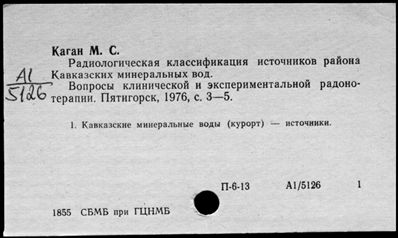 Каган М. С.
Радиологическая классификация источников района
Кавказских минеральных вод.
Вопросы клинической и экспериментальной радоно-
терапии. Пятигорск, 1976, с. 3—5.
A1
5126
1. Кавказские минеральные воды (курорт) — источники.
П-6-13 А1/5126 1
1855 СБМБ при ГЦНМБ